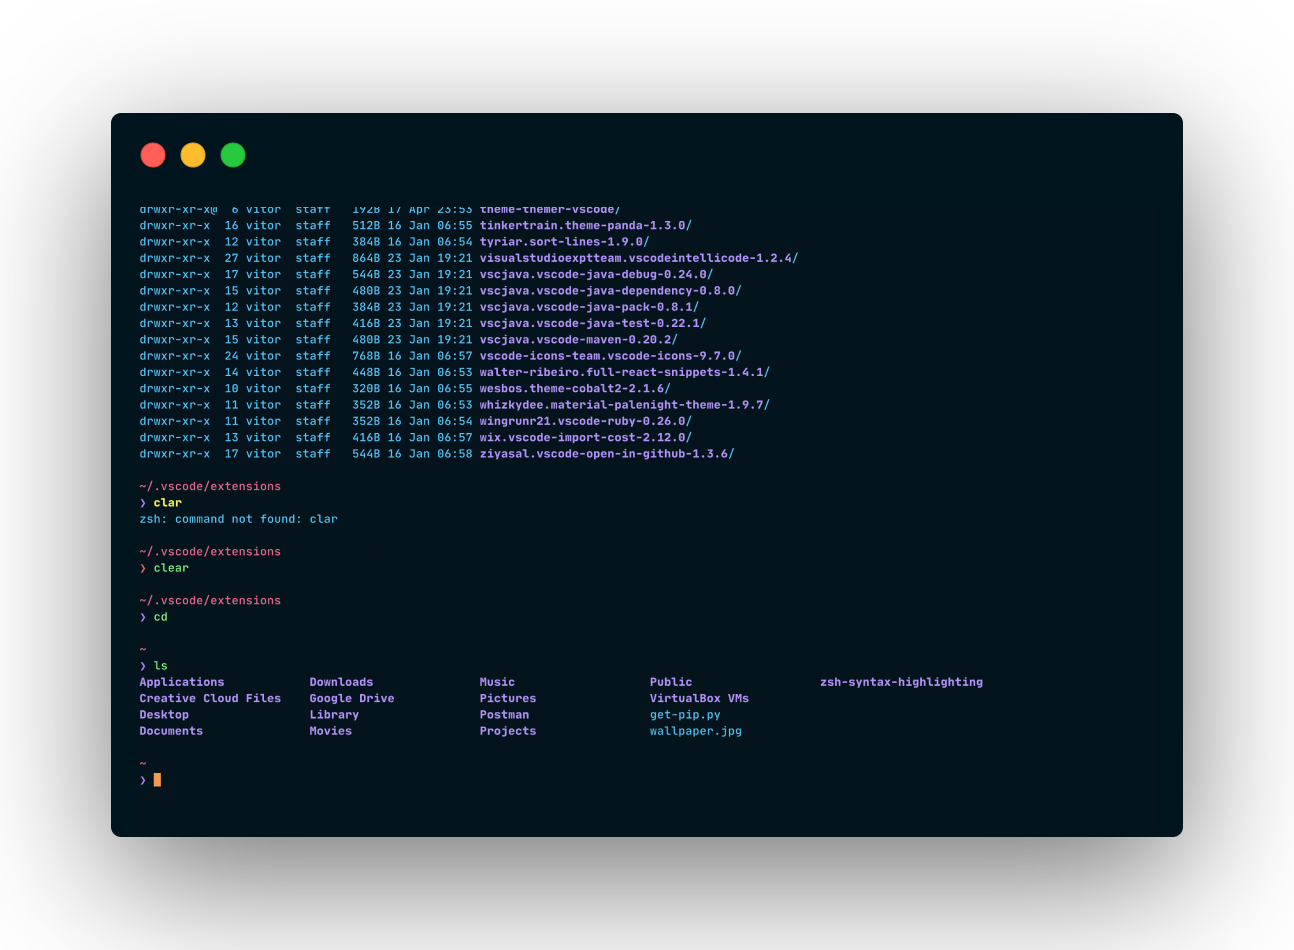 drwxr-xr-x@  6 vitor  staff   192B 17 Apr 23:53 theme-themer-vscode/
drwxr-xr-x  16 vitor  staff   512B 16 Jan 06:55 tinkertrain.theme-panda-1.3.0/
drwxr-xr-x  12 vitor  staff   384B 16 Jan 06:54 tyriar.sort-lines-1.9.0/
drwxr-xr-x  27 vitor  staff   864B 23 Jan 19:21 visualstudioexptteam.vscodeintellicode-1.2.4/
drwxr-xr-x  17 vitor  staff   544B 23 Jan 19:21 vscjava.vscode-java-debug-0.24.0/
drwxr-xr-x  15 vitor  staff   480B 23 Jan 19:21 vscjava.vscode-java-dependency-0.8.0/
drwxr-xr-x  12 vitor  staff   384B 23 Jan 19:21 vscjava.vscode-java-pack-0.8.1/
drwxr-xr-x  13 vitor  staff   416B 23 Jan 19:21 vscjava.vscode-java-test-0.22.1/
drwxr-xr-x  15 vitor  staff   480B 23 Jan 19:21 vscjava.vscode-maven-0.20.2/
drwxr-xr-x  24 vitor  staff   768B 16 Jan 06:57 vscode-icons-team.vscode-icons-9.7.0/
drwxr-xr-x  14 vitor  staff   448B 16 Jan 06:53 walter-ribeiro.full-react-snippets-1.4.1/
drwxr-xr-x  10 vitor  staff   320B 16 Jan 06:55 wesbos.theme-cobalt2-2.1.6/
drwxr-xr-x  11 vitor  staff   352B 16 Jan 06:53 whizkydee.material-palenight-theme-1.9.7/
drwxr-xr-x  11 vitor  staff   352B 16 Jan 06:54 wingrunr21.vscode-ruby-0.26.0/
drwxr-xr-x  13 vitor  staff   416B 16 Jan 06:57 wix.vscode-import-cost-2.12.0/
drwxr-xr-x  17 vitor  staff   544B 16 Jan 06:58 ziyasal.vscode-open-in-github-1.3.6/
~/.vscode/extensions
❯ clar
zsh: command not found: clar
~/.vscode/extensions
❯ clear
~/.vscode/extensions
❯ cd
~
❯ ls
Applications            Downloads               Music                   Public                  zsh-syntax-highlighting
Creative Cloud Files    Google Drive            Pictures                VirtualBox VMs
Desktop                 Library                 Postman                 get-pip.py
Documents               Movies                  Projects                wallpaper.jpg
~
❯